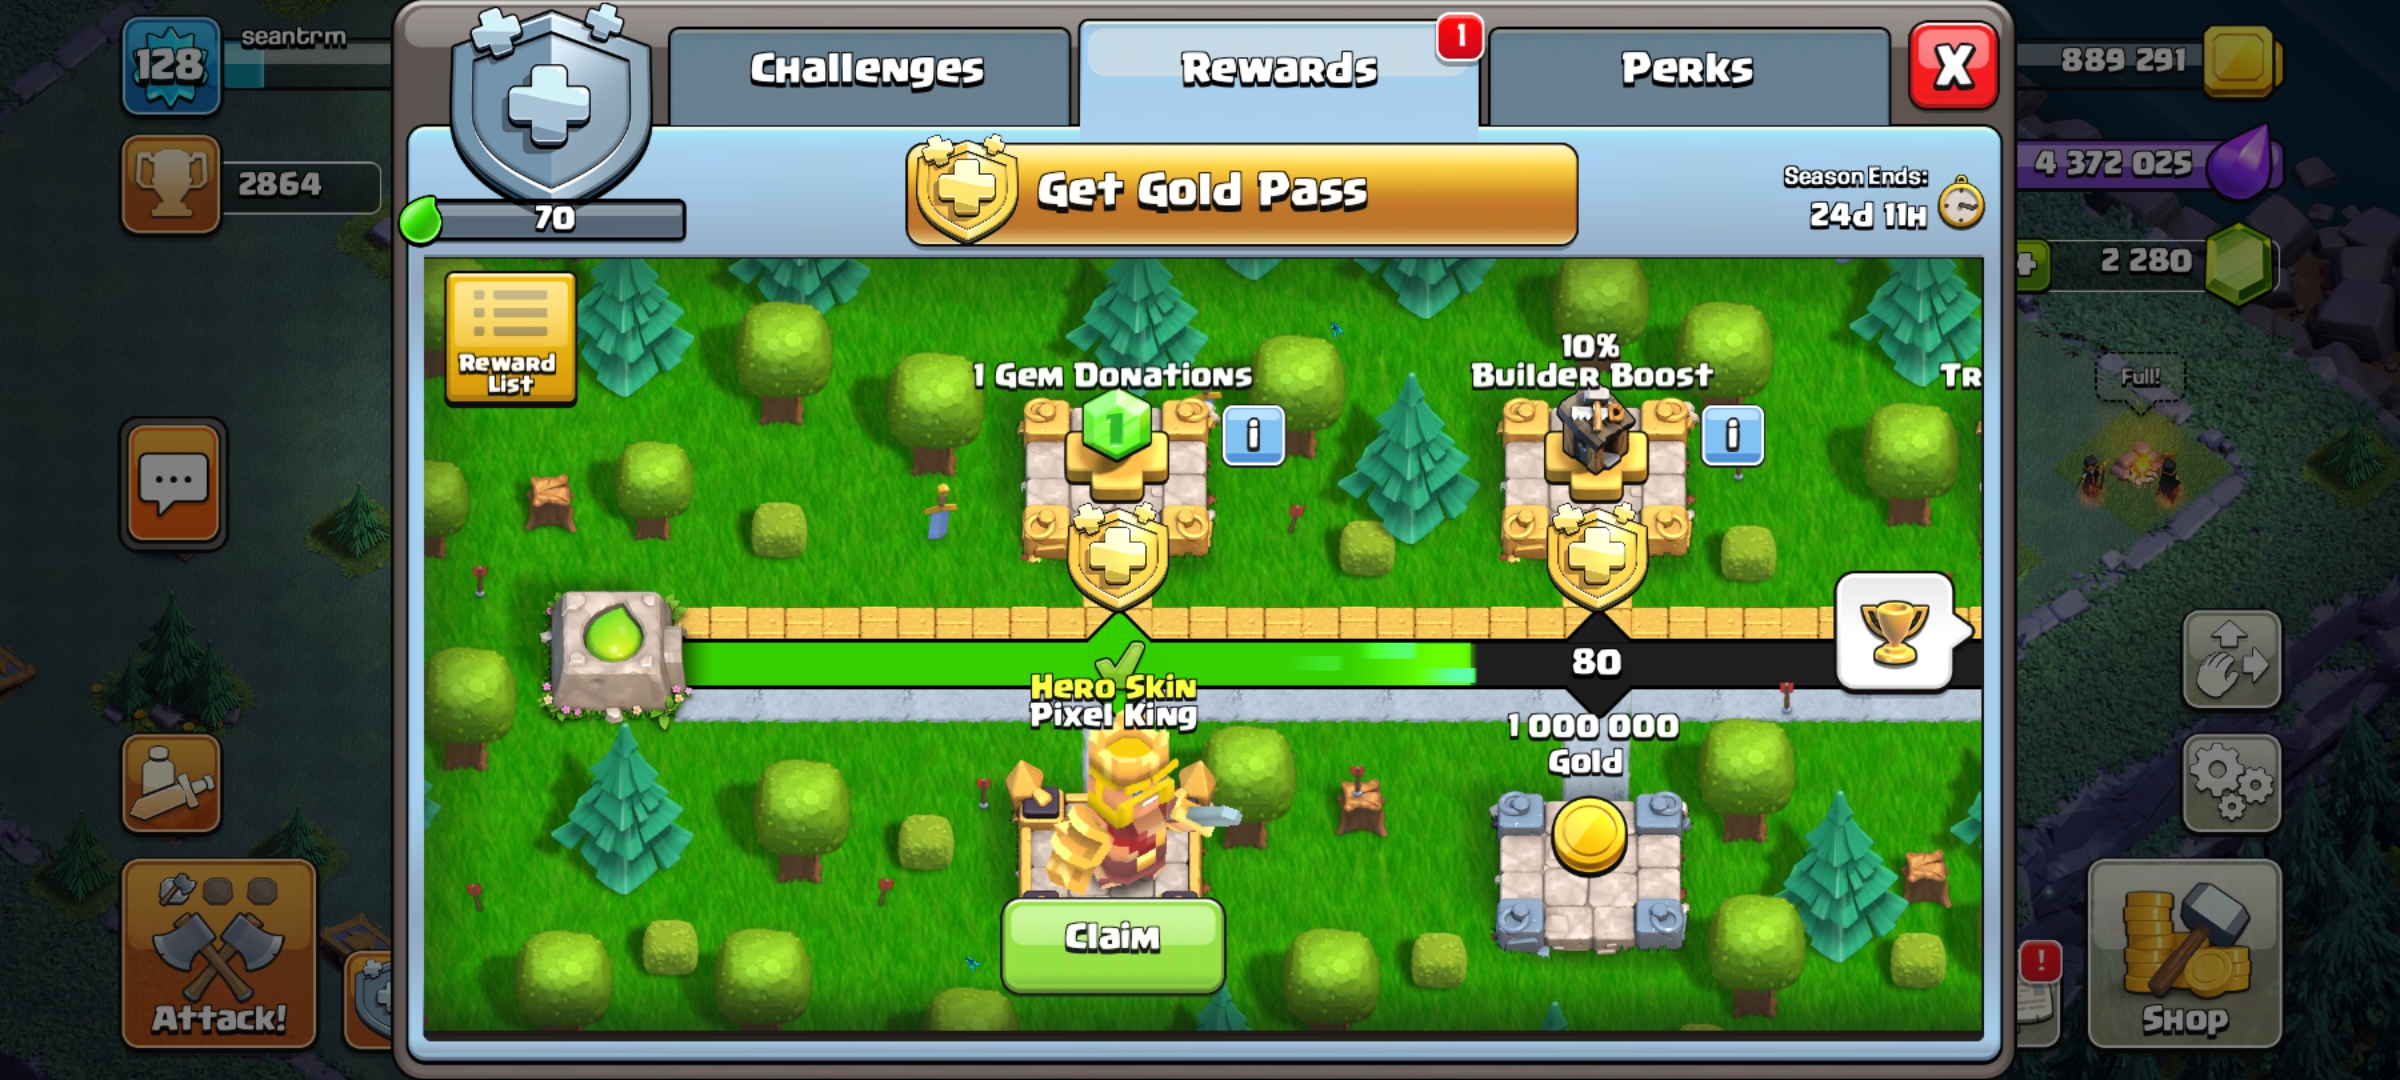 128
seantrm
2864
Challenges
Rewards
1
Perks
X
889 291
Get Gold Pass
Season Ends:
24d 11h
4 372 025
70
2 280
Reward
List
1 Gem Donations
1
i
10%
Builder Boost
i
Tr
Full!
80
Hero Skin
Pixel King
1 000 000
Gold
Claim
Attack!
!
Shop